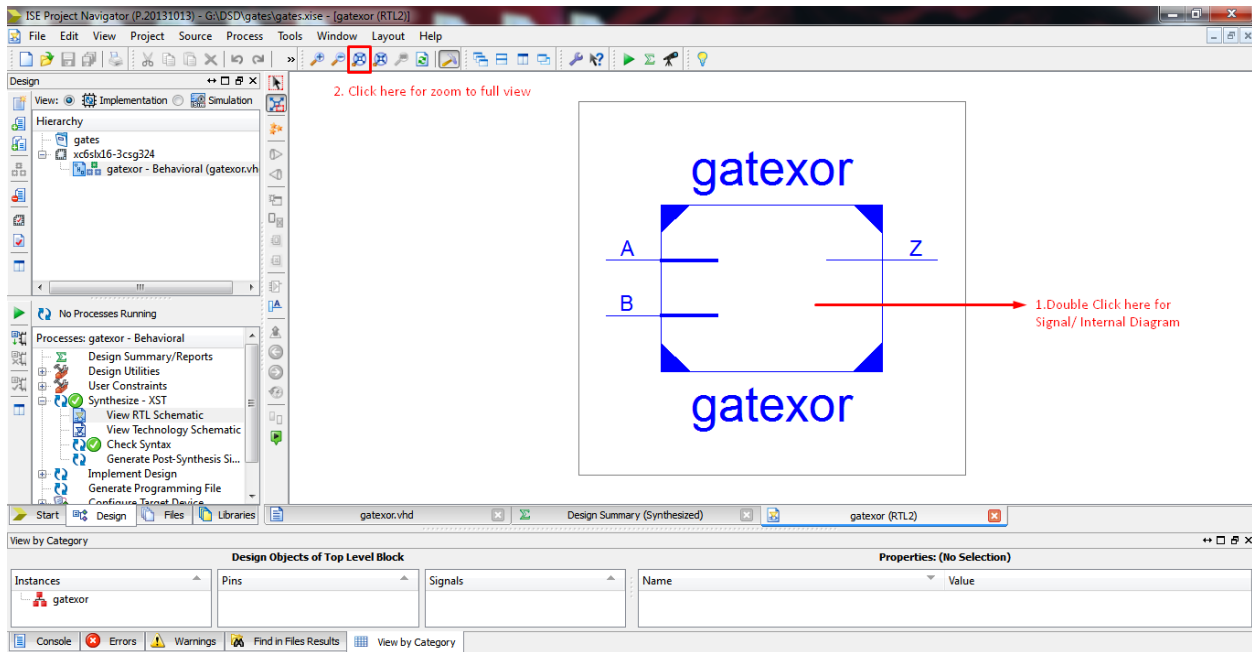 ISE Project Navigator (P.20131013) - G:\DSD\gates\gates.xise - [gatexor (RTL2)]
File Edit View Project Source Process Tools Window Layout Help
Design
2. Click here for zoom to full view
View: Implementation Simulation
Hierarchy
gates
xc6slx16-3csg324
gatexor - Behavioral (gatexor.vh
gatexor
A
Z
B
1.Double Click here for
Signal/ Internal Diagram
gatexor
No Processes Running
Processes: gatexor - Behavioral
Design Summary/Reports
Design Utilities
User Constraints
Synthesize - XST
View RTL Schematic
View Technology Schematic
Check Syntax
Generate Post-Synthesis Si...
Implement Design
Generate Programming File
Configure Target Device
Start Design Files Libraries
gatexor.vhd
Design Summary (Synthesized)
gatexor (RTL2)
View by Category
Design Objects of Top Level Block
Properties: (No Selection)
Instances
Pins
Signals
Name
Value
gatexor
Console Errors Warnings Find in Files Results View by Category